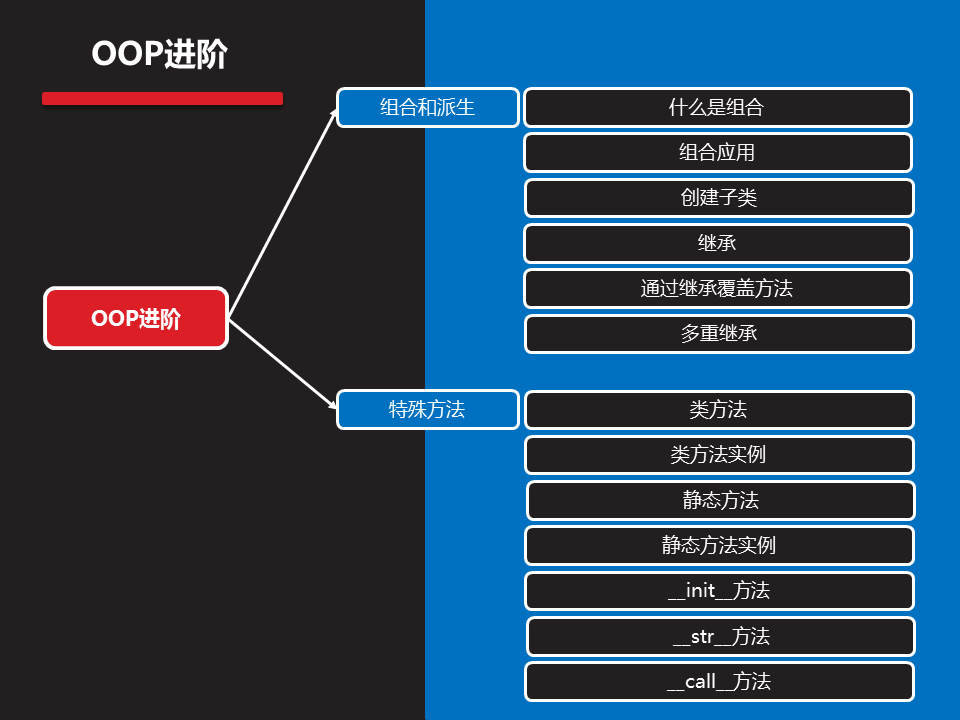 OOP进阶
组合和派生
什么是组合
组合应用
创建子类
继承
通过继承覆盖方法
多重继承
OOP进阶
特殊方法
类方法
类方法实例
静态方法
静态方法实例
__init__方法
__str__方法
__call__方法